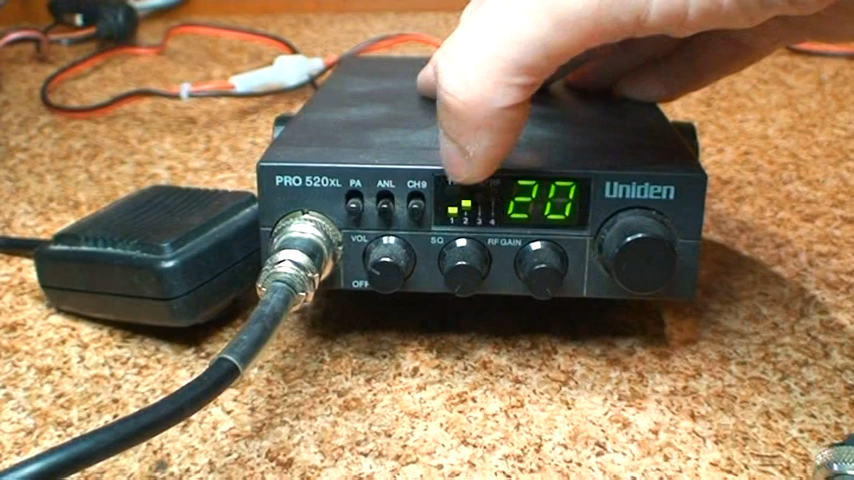 PRO 520XL PA ANL CH9
Uniden
20
1 2 3 4
VOL SQ RF GAIN
OFF